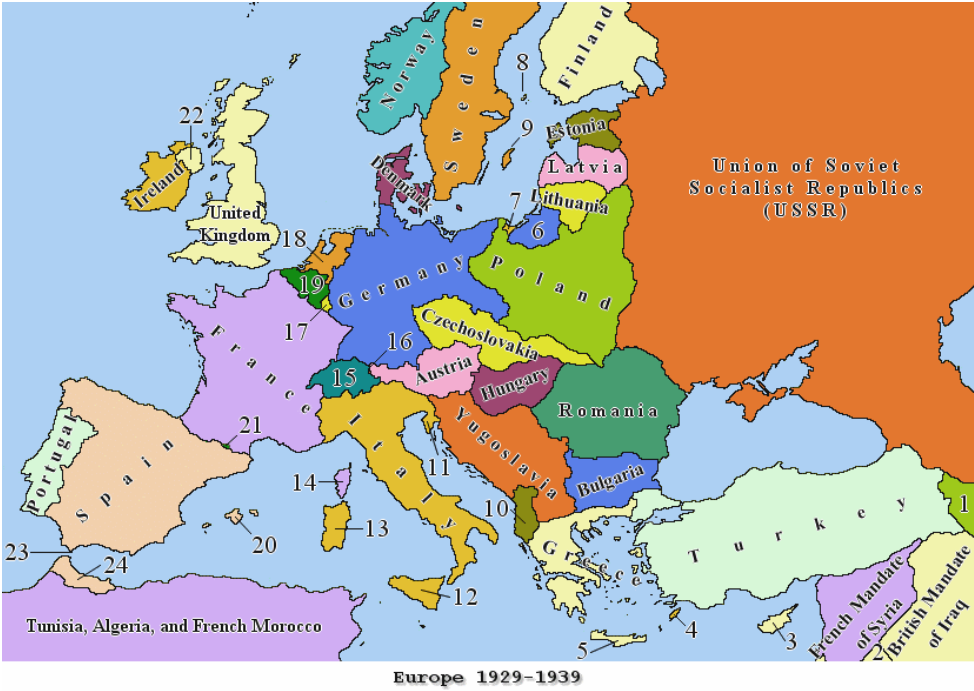 Norway
Sweden
Finland
8
9
22
Estonia
Ireland
Denmark
Latvia
Union of Soviet
Socialist Republics
(USSR)
United
Kingdom
7
Lithuania
6
18
Germany
Poland
19
17
16
Czechoslovakia
France
15
Austria
Hungary
Romania
Italy
Yugoslavia
21
Portugal
Spain
11
14
Bulgaria
10
13
1
Turkey
20
23
24
Greece
12
4
3
5
French Mandate
of Syria
2
British Mandate
of Iraq
Tunisia, Algeria, and French Morocco
Europe 1929-1939